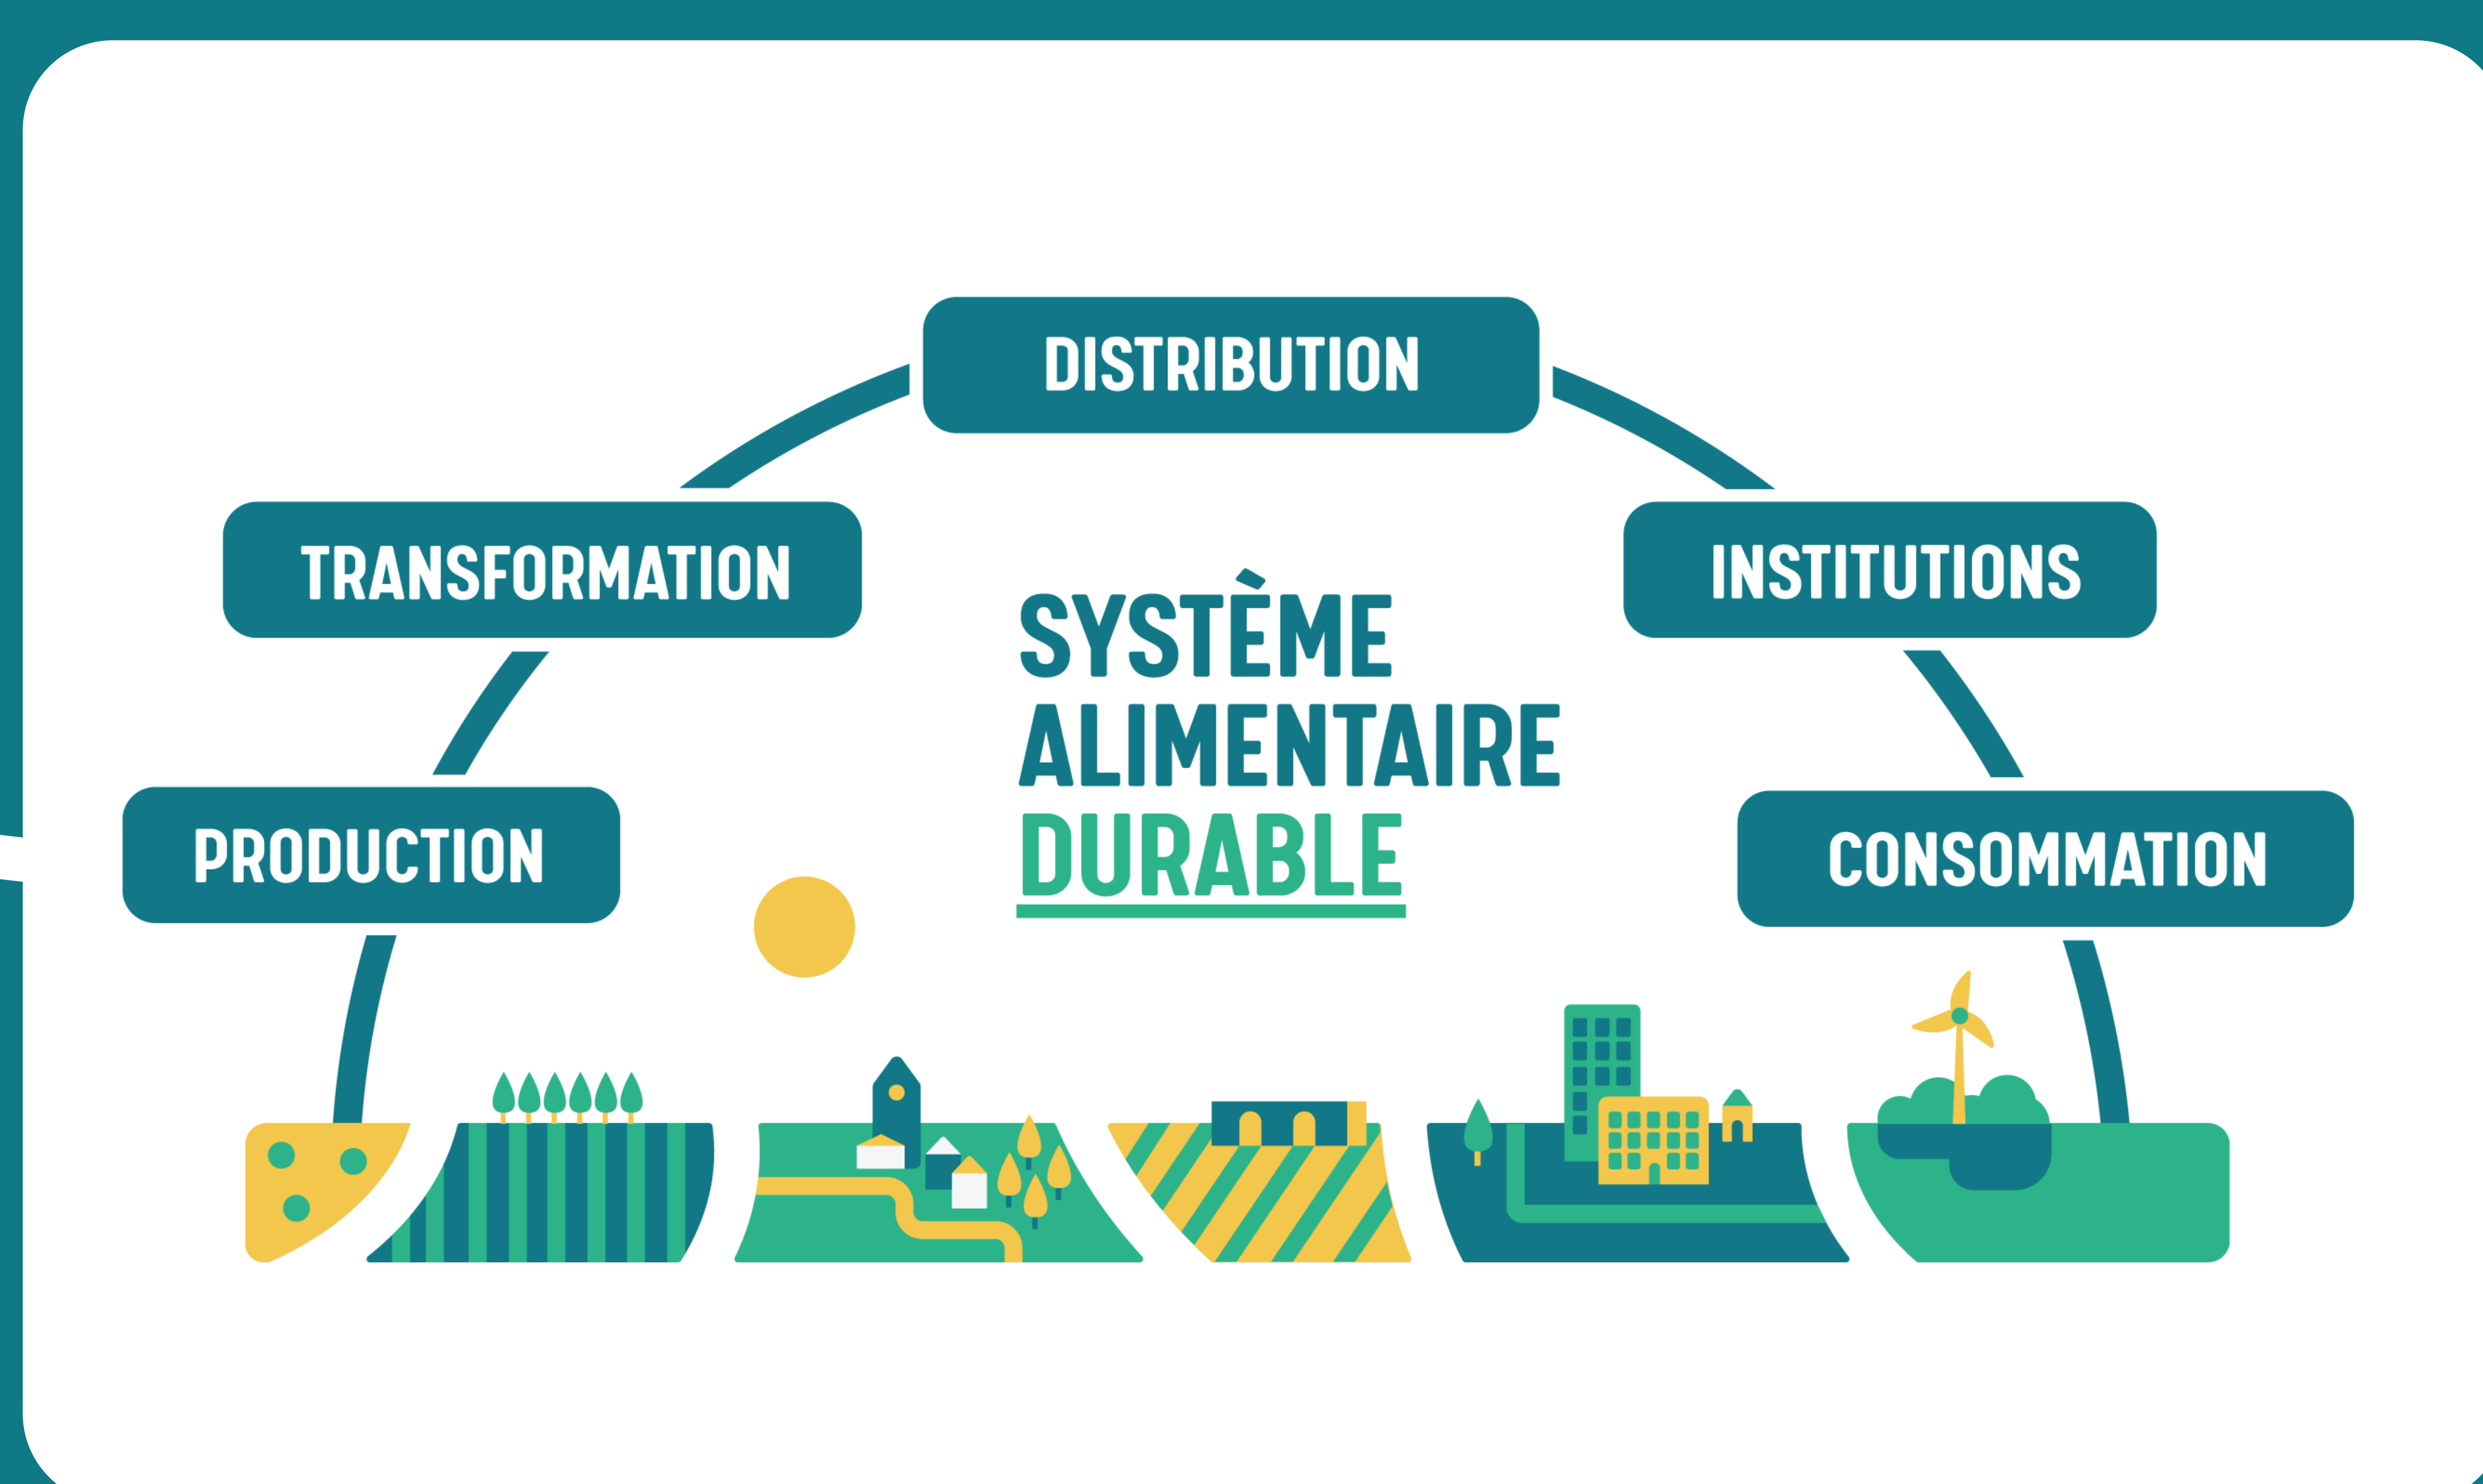 DISTRIBUTION
TRANSFORMATION
INSTITUTIONS
SYSTÈME
ALIMENTAIRE
DURABLE
PRODUCTION
CONSOMMATION